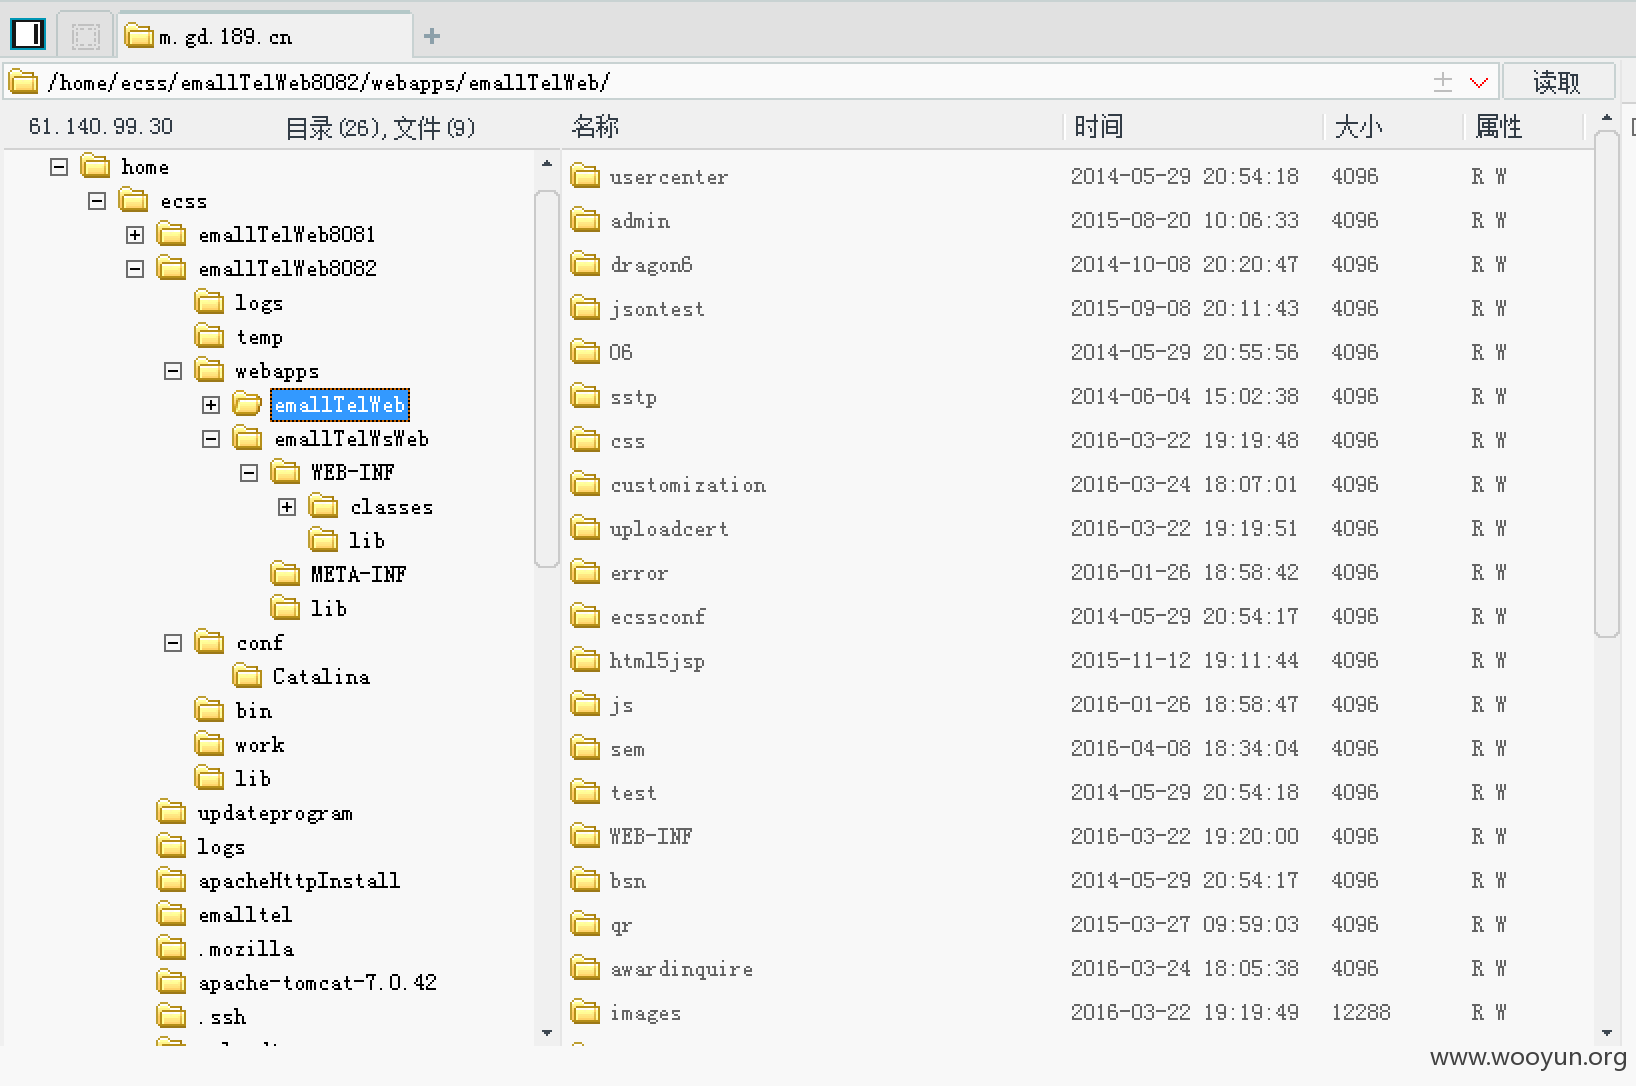 m.gd.189.cn
/home/ecss/emallTelWeb8082/webapps/emallTelWeb/
读取
61.140.99.30 目录(26),文件(9) 名称 时间 大小 属性
home
ecss
emallTelWeb8081
emallTelWeb8082
logs
temp
webapps
emallTelWeb
emallTelWsWeb
WEB-INF
classes
lib
META-INF
lib
conf
Catalina
bin
work
lib
updateprogram
logs
apacheHttpInstall
emalltel
.mozilla
apache-tomcat-7.0.42
.ssh
usercenter 2014-05-29 20:54:18 4096 R W
admin 2015-08-20 10:06:33 4096 R W
dragon6 2014-10-08 20:20:47 4096 R W
jsontest 2015-09-08 20:11:43 4096 R W
06 2014-05-29 20:55:56 4096 R W
sstp 2014-06-04 15:02:38 4096 R W
css 2016-03-22 19:19:48 4096 R W
customization 2016-03-24 18:07:01 4096 R W
uploadcert 2016-03-22 19:19:51 4096 R W
error 2016-01-26 18:58:42 4096 R W
ecssconf 2014-05-29 20:54:17 4096 R W
html5jsp 2015-11-12 19:11:44 4096 R W
js 2016-01-26 18:58:47 4096 R W
sem 2016-04-08 18:34:04 4096 R W
test 2014-05-29 20:54:18 4096 R W
WEB-INF 2016-03-22 19:20:00 4096 R W
bsn 2014-05-29 20:54:17 4096 R W
qr 2015-03-27 09:59:03 4096 R W
awardinquire 2016-03-24 18:05:38 4096 R W
images 2016-03-22 19:19:49 12288 R W
www.wooyun.org